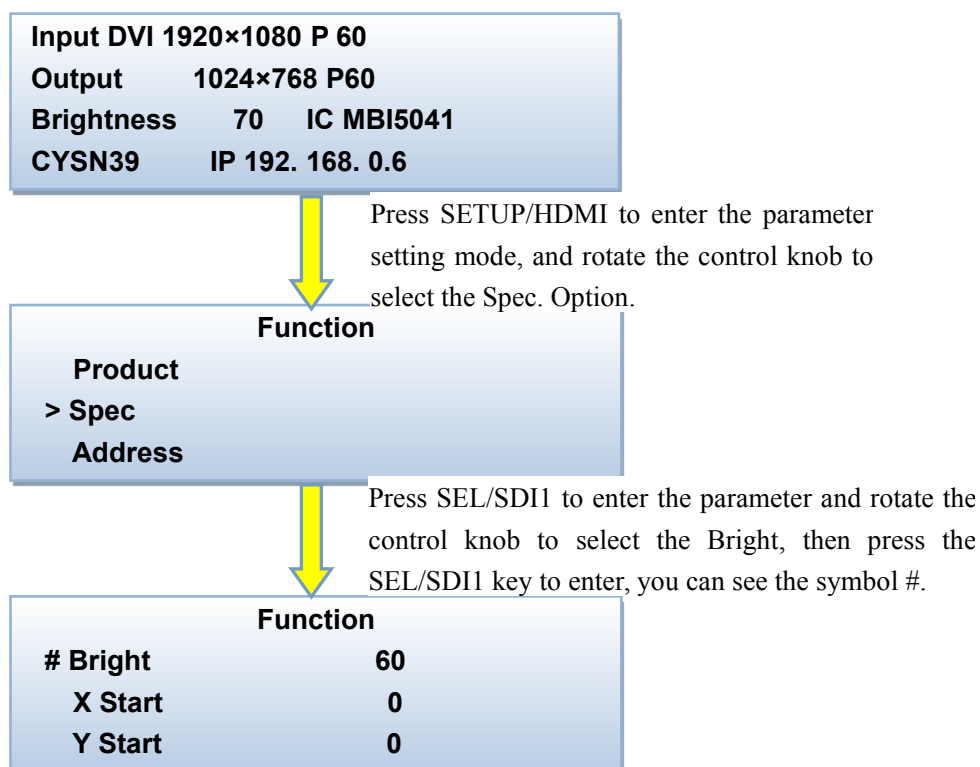 Input DVI 1920×1080 P 60
Output 1024×768 P60
Brightness 70 IC MBI5041
CYSN39 IP 192. 168. 0.6
Press SETUP/HDMI to enter the parameter
setting mode, and rotate the control knob to
select the Spec. Option.
Function
Product
> Spec
Address
Press SEL/SDI1 to enter the parameter and rotate the
control knob to select the Bright, then press the
SEL/SDI1 key to enter, you can see the symbol #.
Function
# Bright 60
X Start 0
Y Start 0